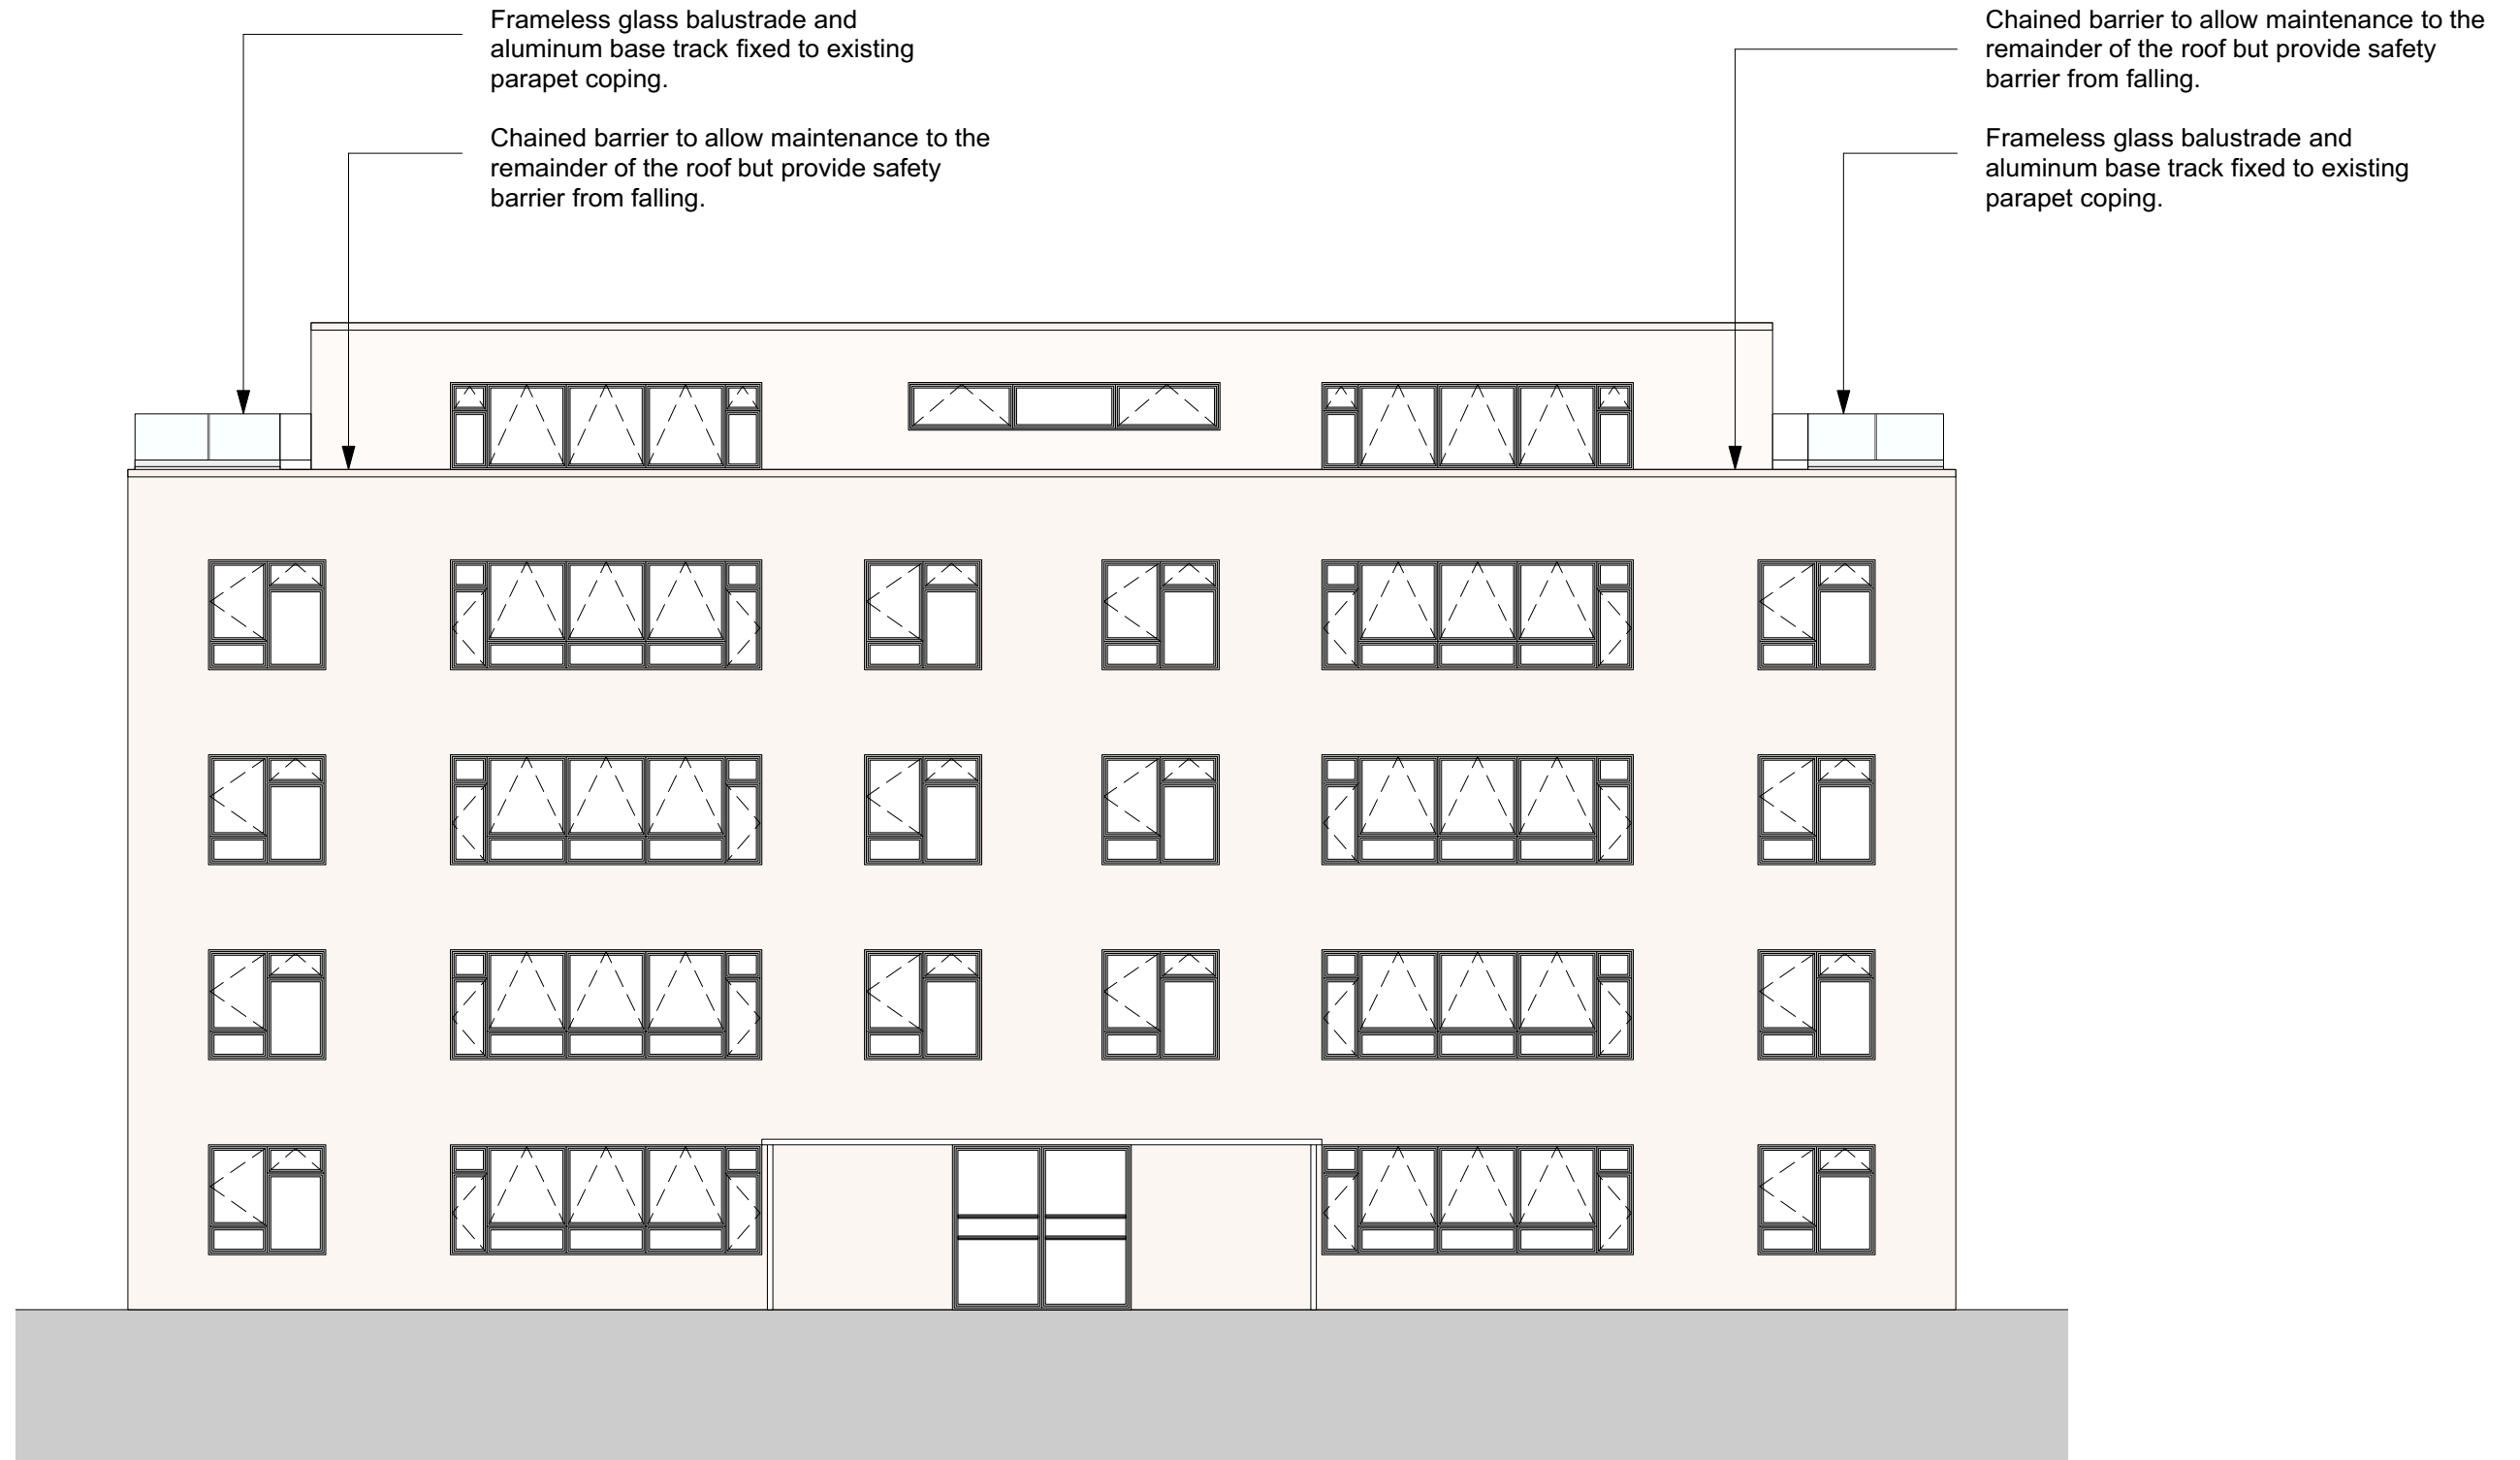 Frameless glass balustrade and
aluminum base track fixed to existing
parapet coping.
Chained barrier to allow maintenance to the
remainder of the roof but provide safety
barrier from falling.
Chained barrier to allow maintenance to the
remainder of the roof but provide safety
barrier from falling.
Frameless glass balustrade and
aluminum base track fixed to existing
parapet coping.